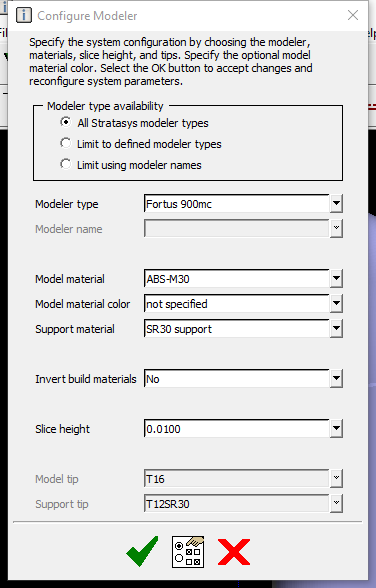 Configure Modeler
Specify the system configuration by choosing the modeler,
materials, slice height, and tips. Specify the optional model
material color. Select the OK button to accept changes and
reconfigure system parameters.
Modeler type availability
All Stratasys modeler types
Limit to defined modeler types
Limit using modeler names
Modeler type Fortus 900mc
Modeler name
Model material ABS-M30
Model material color not specified
Support material SR30 support
Invert build materials No
Slice height 0.0100
Model tip T16
Support tip T12SR30